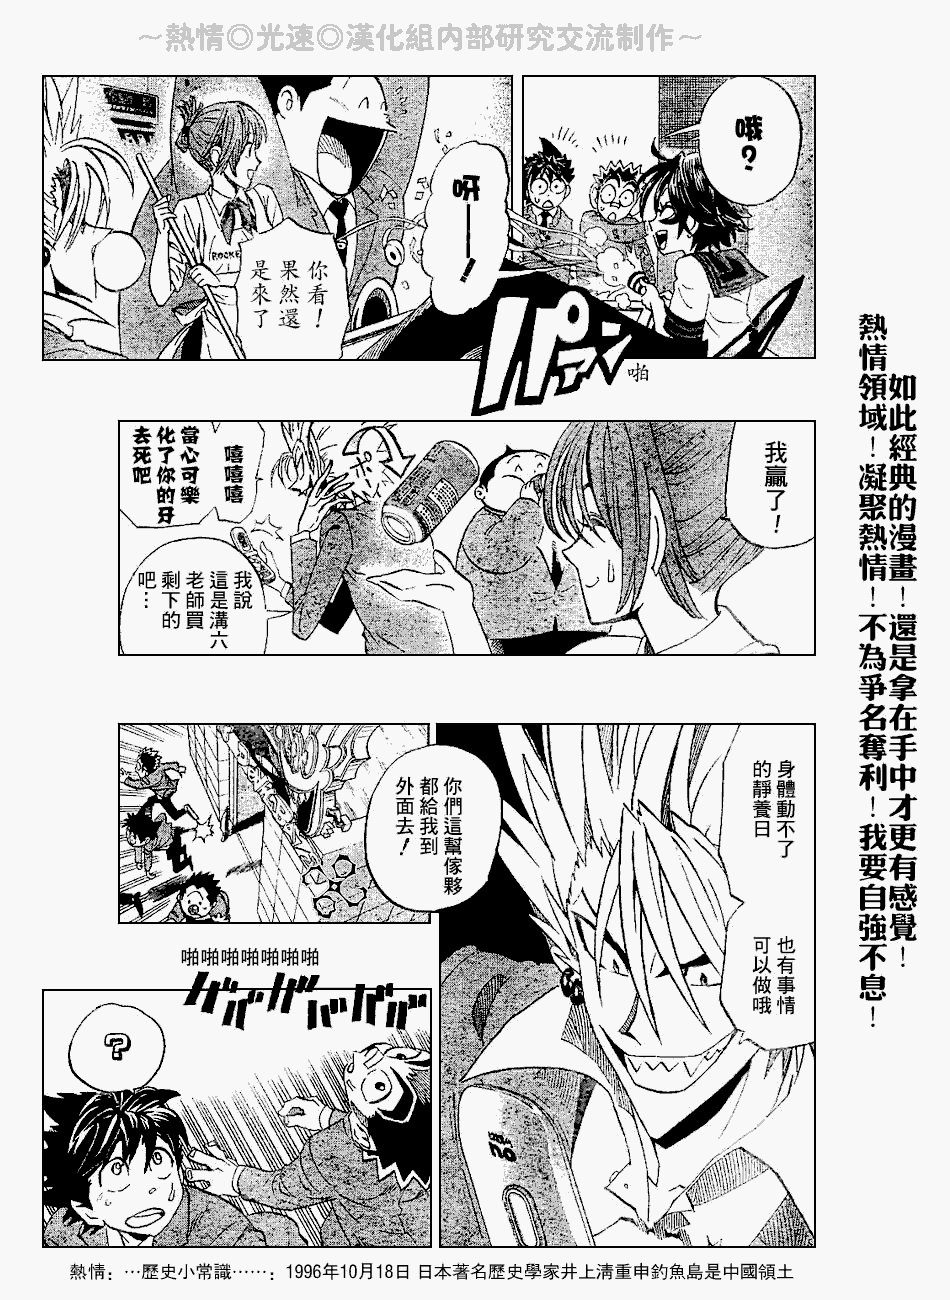 ～熱情◎光速◎漢化組內部研究交流制作～
哦?
呀——!
ROCKE
你看!
果然還
是來了
パァン
啪
我贏了!
ポイ
嘻嘻嘻
當心可樂
化了你的牙
去死吧
我說
這是溝六
老師買
剩下的
吧…
身體動不了
的靜養日
也有事情
可以做哦
你們這幫傢夥
都給我到
外面去!
啪啪啪啪啪啪啪
?
no
如此經典的漫畫!還是拿在手中才更有感覺!
熱情領域!凝聚熱情!不為爭名奪利!我要自強不息!
熱情：…歷史小常識……：1996年10月18日 日本著名歷史學家井上淸重申釣魚島是中國領土